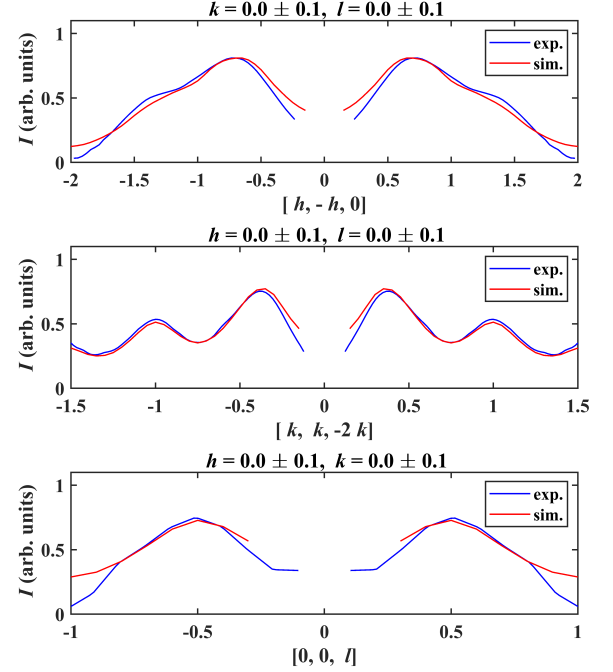 k = 0.0 ± 0.1, l = 0.0 ± 0.1
I (arb. units)
1
0.5
0
exp.
sim.
-2 -1.5 -1 -0.5 0 0.5 1 1.5 2
[ h, - h, 0]
h = 0.0 ± 0.1, l = 0.0 ± 0.1
I (arb. units)
1
0.5
0
exp.
sim.
-1.5 -1 -0.5 0 0.5 1 1.5
[ k, k, -2 k]
h = 0.0 ± 0.1, k = 0.0 ± 0.1
I (arb. units)
1
0.5
0
exp.
sim.
-1 -0.5 0 0.5 1
[0, 0, l]